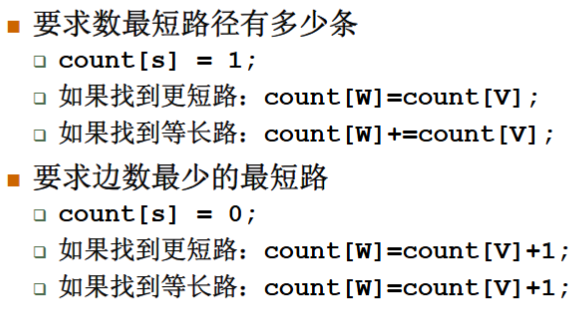 要求数最短路径有多少条
count[s] = 1;
如果找到更短路：count[W]=count[V];
如果找到等长路：count[W]+=count[V];
要求边数最少的最短路
count[s] = 0;
如果找到更短路：count[W]=count[V]+1;
如果找到等长路：count[W]=count[V]+1;